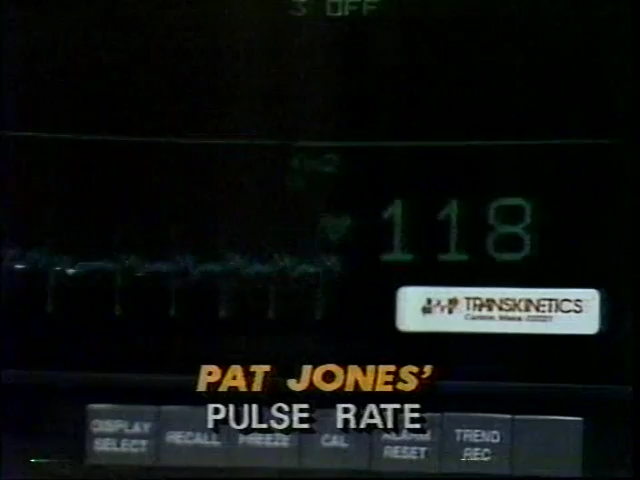 3 OFF
118
TRANSKINETICS
PAT JONES'
PULSE RATE
DISPLAY SELECT
RECALL
FREEZE
CAL
ALARM RESET
TREND REC